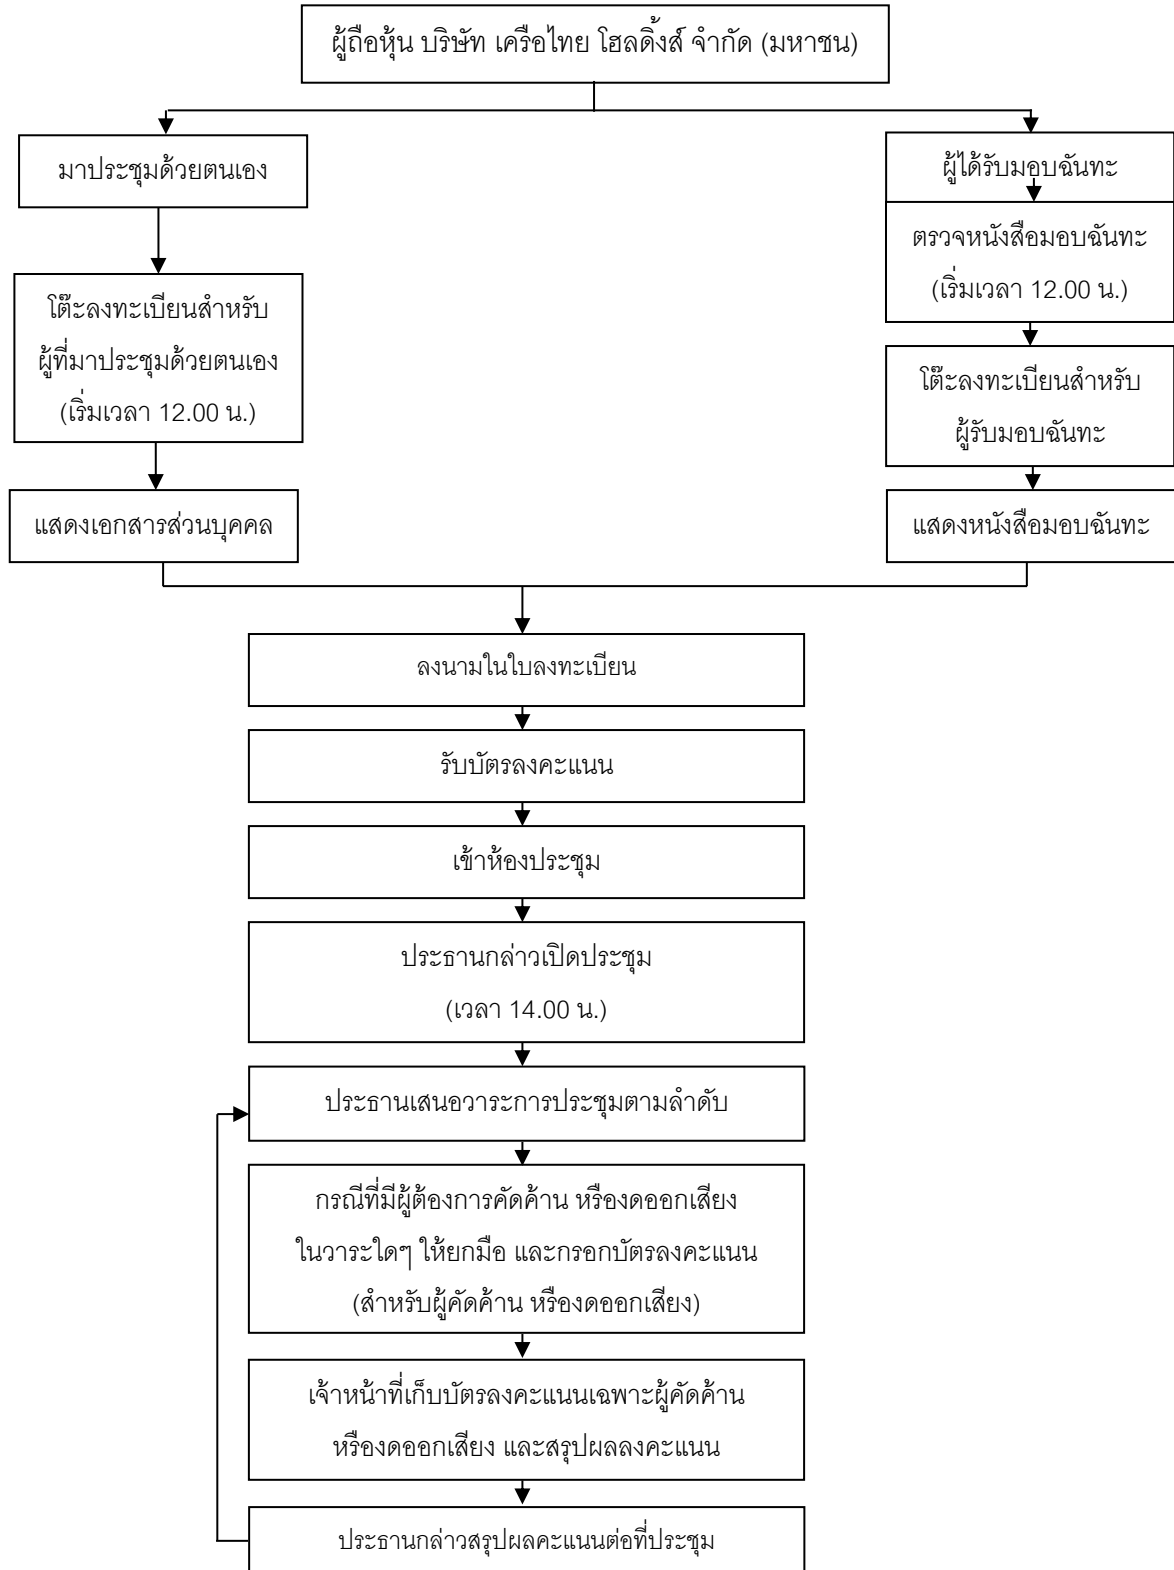 ผู้ถือหุ้น บริษัท เครือไทย โฮลดิ้งส์ จำกัด (มหาชน)
มาประชุมด้วยตนเอง
โต๊ะลงทะเบียนสำหรับ
ผู้ที่มาประชุมด้วยตนเอง
(เริ่มเวลา 12.00 น.)
แสดงเอกสารส่วนบุคคล
ผู้ได้รับมอบฉันทะ
ตรวจหนังสือมอบฉันทะ
(เริ่มเวลา 12.00 น.)
โต๊ะลงทะเบียนสำหรับ
ผู้รับมอบฉันทะ
แสดงหนังสือมอบฉันทะ
ลงนามในใบลงทะเบียน
รับบัตรลงคะแนน
เข้าห้องประชุม
ประธานกล่าวเปิดประชุม
(เวลา 14.00 น.)
ประธานเสนอวาระการประชุมตามลำดับ
กรณีที่มีผู้ต้องการคัดค้าน หรืองดออกเสียง
ในวาระใดๆ ให้ยกมือ และกรอกบัตรลงคะแนน
(สำหรับผู้คัดค้าน หรืองดออกเสียง)
เจ้าหน้าที่เก็บบัตรลงคะแนนเฉพาะผู้คัดค้าน
หรืองดออกเสียง และสรุปผลลงคะแนน
ประธานกล่าวสรุปผลคะแนนต่อที่ประชุม